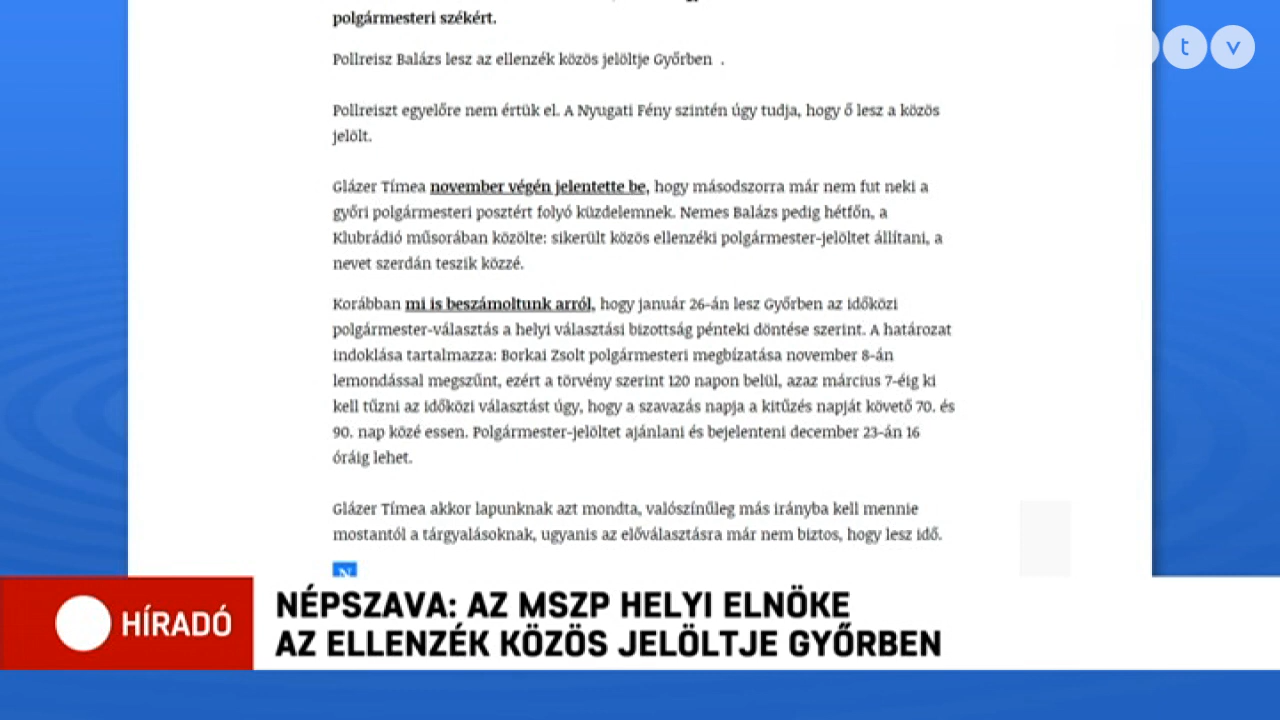 polgármesteri székért.
Pollreisz Balázs lesz az ellenzék közös jelöltje Győrben .
Pollreiszt egyelőre nem értük el. A Nyugati Fény szintén úgy tudja, hogy ő lesz a közös
jelölt.
Glázer Tímea november végén jelentette be, hogy másodszorra már nem fut neki a
győri polgármesteri posztért folyó küzdelemnek. Nemes Balázs pedig hétfőn, a
Klubrádió műsorában közölte: sikerült közös ellenzéki polgármester-jelöltet állítani, a
nevet szerdán teszik közzé.
Korábban mi is beszámoltunk arról, hogy január 26-án lesz Győrben az időközi
polgármester-választás a helyi választási bizottság pénteki döntése szerint. A határozat
indoklása tartalmazza: Borkai Zsolt polgármesteri megbízatása november 8-án
lemondással megszűnt, ezért a törvény szerint 120 napon belül, azaz március 7-éig ki
kell tűzni az időközi választást úgy, hogy a szavazás napja a kitűzés napját követő 70. és
90. nap közé essen. Polgármester-jelöltet ajánlani és bejelenteni december 23-án 16
óráig lehet.
Glázer Tímea akkor lapunknak azt mondta, valószínűleg más irányba kell mennie
mostantól a tárgyalásoknak, ugyanis az előválasztásra már nem biztos, hogy lesz idő.
N
HÍRADÓ
NÉPSZAVA: AZ MSZP HELYI ELNÖKE
AZ ELLENZÉK KÖZÖS JELÖLTJE GYŐRBEN
t v